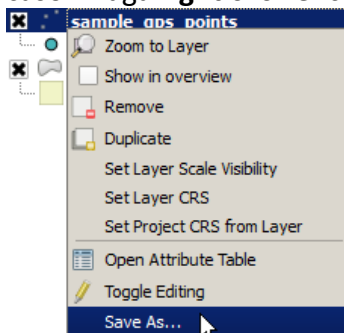 sample_gps_points
Zoom to Layer
Show in overview
Remove
Duplicate
Set Layer Scale Visibility
Set Layer CRS
Set Project CRS from Layer
Open Attribute Table
Toggle Editing
Save As...